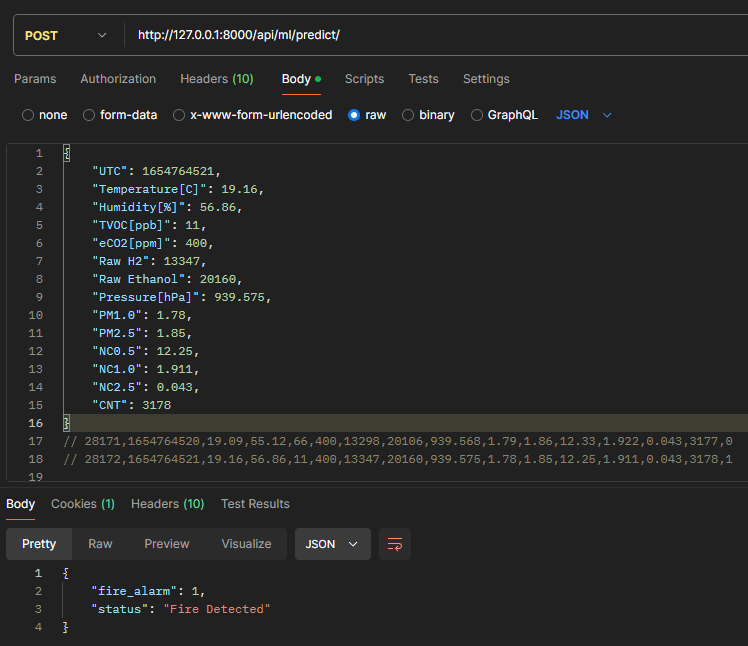 POST http://127.0.0.1:8000/api/ml/predict/
Params Authorization Headers (10) Body Scripts Tests Settings
none form-data x-www-form-urlencoded raw binary GraphQL JSON
1 {
2 "UTC": 1654764521,
3 "Temperature[C]": 19.16,
4 "Humidity[%]": 56.86,
5 "TVOC[ppb]": 11,
6 "eCO2[ppm]": 400,
7 "Raw H2": 13347,
8 "Raw Ethanol": 20160,
9 "Pressure[hPa]": 939.575,
10 "PM1.0": 1.78,
11 "PM2.5": 1.85,
12 "NC0.5": 12.25,
13 "NC1.0": 1.911,
14 "NC2.5": 0.043,
15 "CNT": 3178
16 }
17 // 28171,1654764520,19.09,55.12,66,400,13298,20106,939.568,1.79,1.86,12.33,1.922,0.043,3177,0
18 // 28172,1654764521,19.16,56.86,11,400,13347,20160,939.575,1.78,1.85,12.25,1.911,0.043,3178,1
19
Body Cookies (1) Headers (10) Test Results
Pretty Raw Preview Visualize JSON
1 {
2 "fire_alarm": 1,
3 "status": "Fire Detected"
4 }